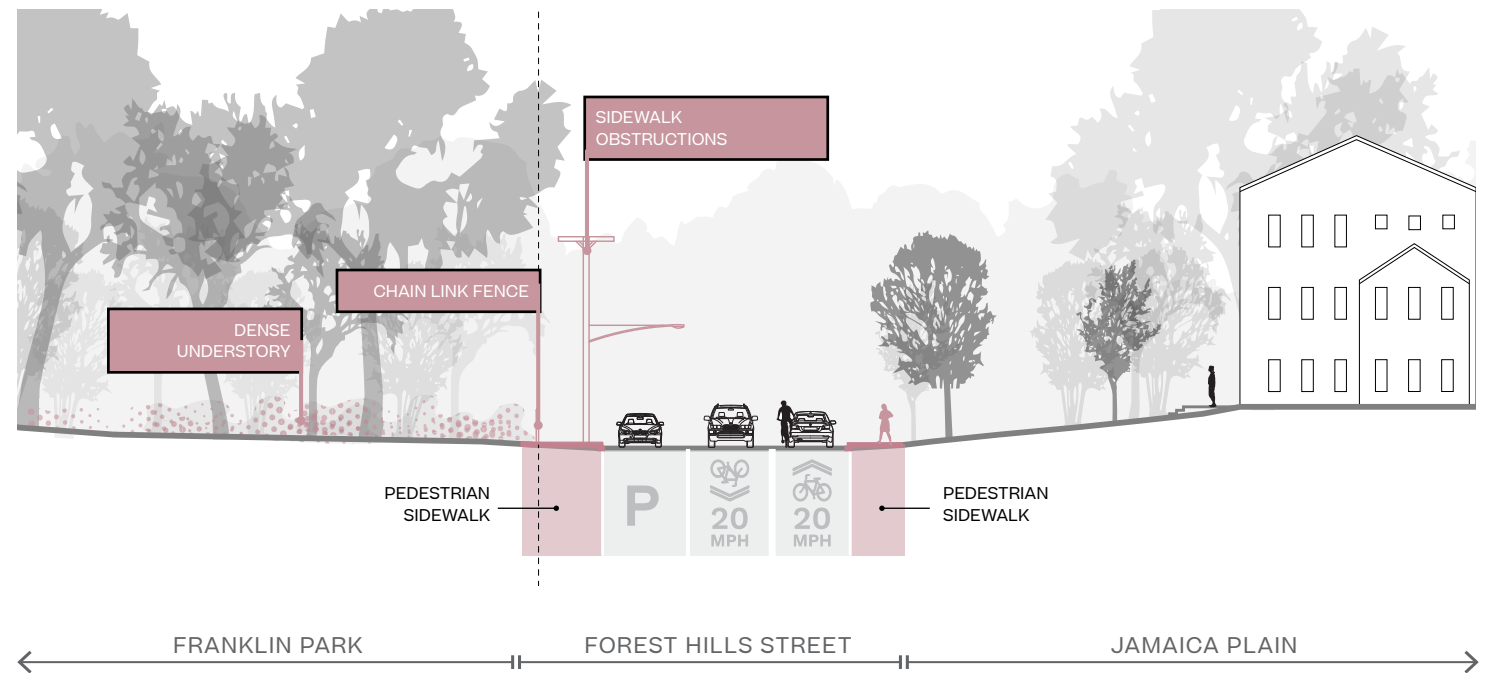 SIDEWALK
OBSTRUCTIONS
CHAIN LINK FENCE
DENSE
UNDERSTORY
PEDESTRIAN
SIDEWALK
P
20
MPH
20
MPH
PEDESTRIAN
SIDEWALK
FRANKLIN PARK
FOREST HILLS STREET
JAMAICA PLAIN